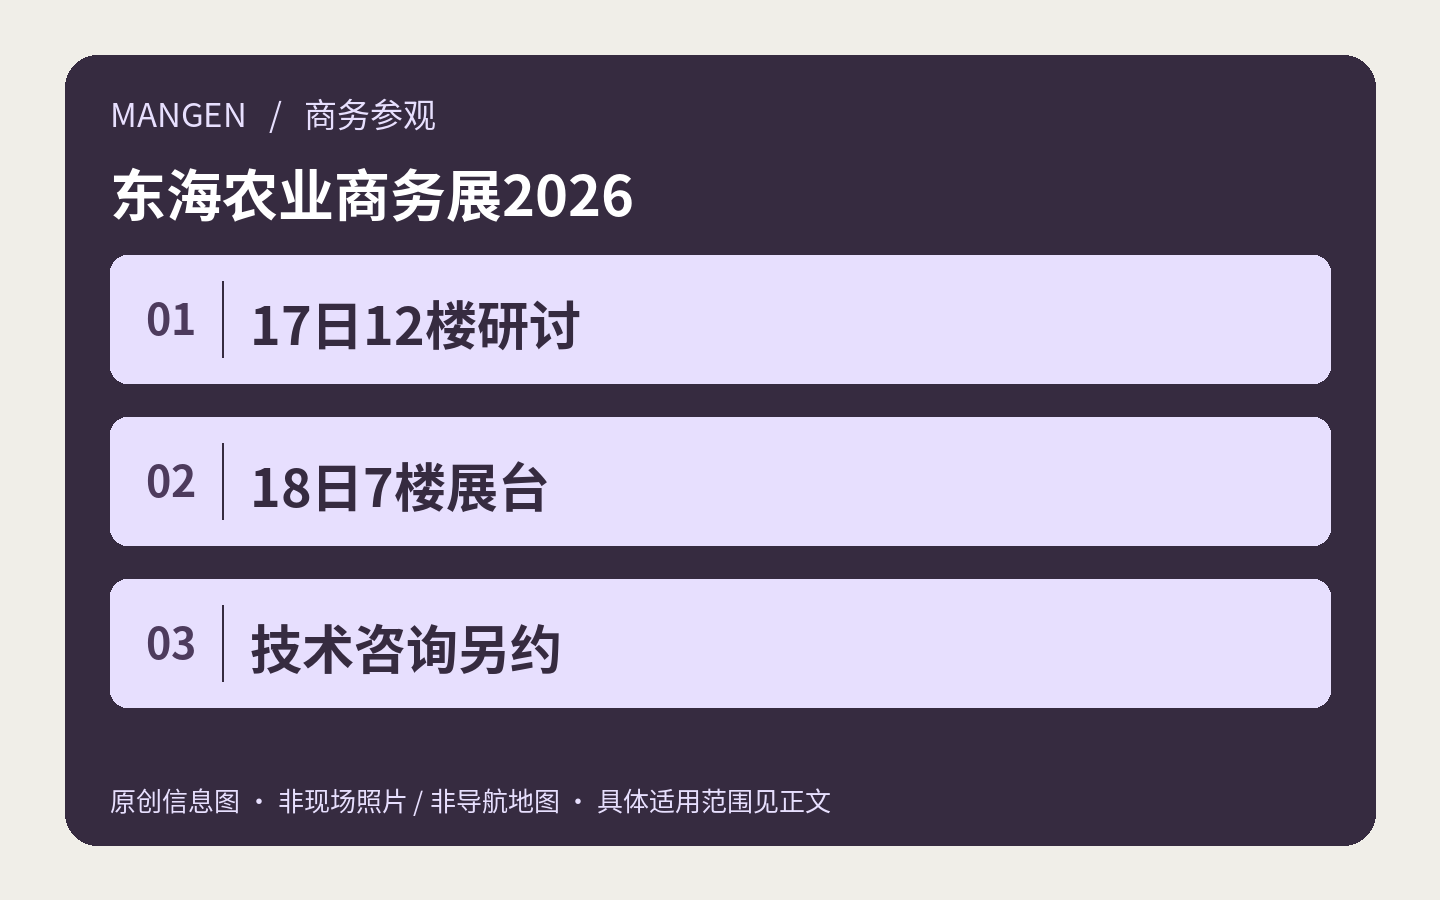 MANGEN / 商务参观
东海农业商务展2026
01 17日12楼研讨
02 18日7楼展台
03 技术咨询另约
原创信息图 · 非现场照片 / 非导航地图 · 具体适用范围见正文